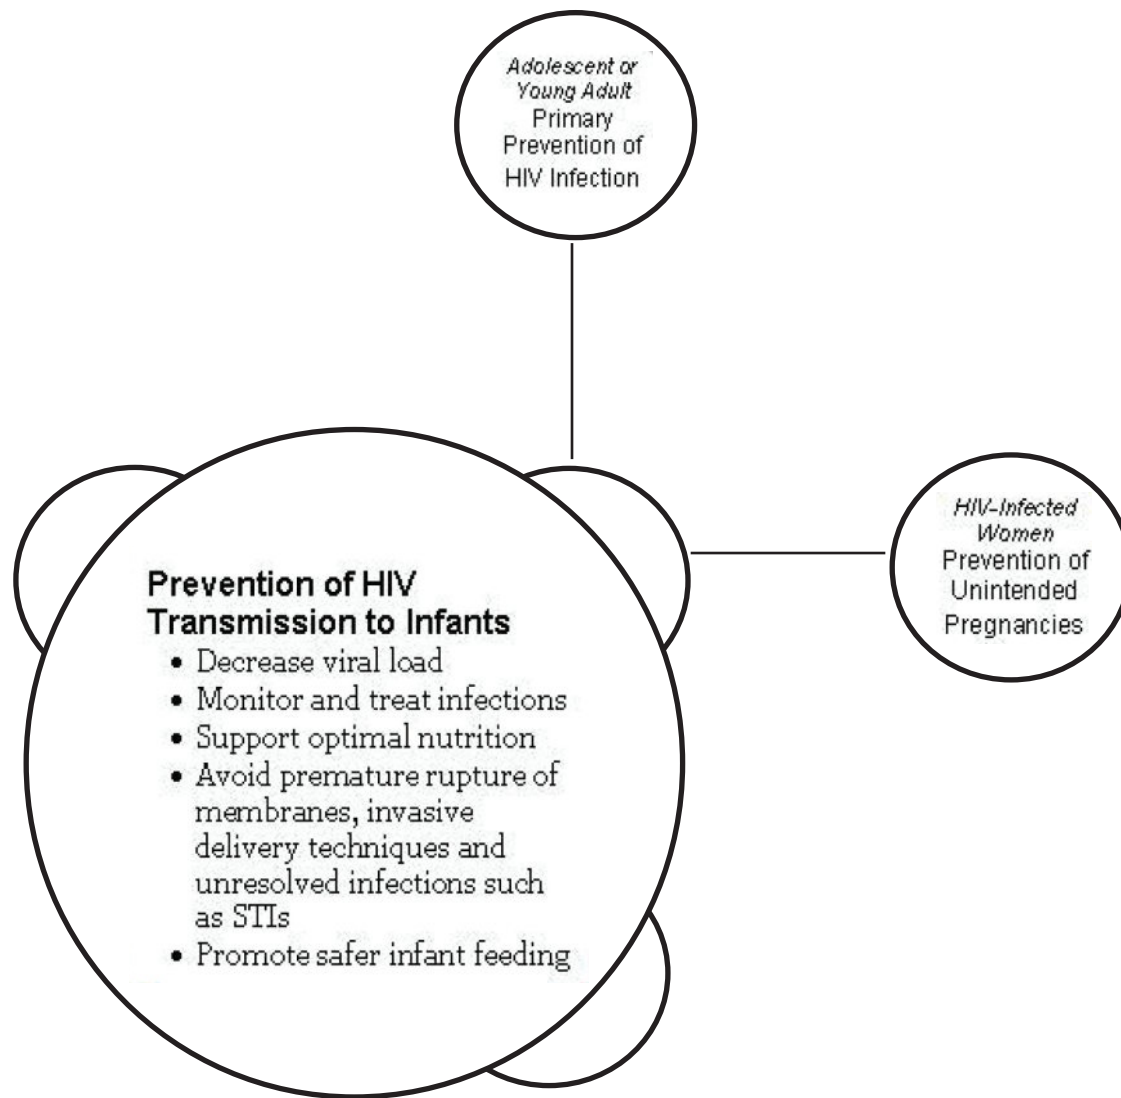 Adolescent or
Young Adult
Primary
Prevention of
HIV Infection
HIV-Infected
Women
Prevention of
Unintended
Pregnancies
Prevention of HIV
Transmission to Infants
• Decrease viral load
• Monitor and treat infections
• Support optimal nutrition
• Avoid premature rupture of
membranes, invasive
delivery techniques and
unresolved infections such
as STIs
• Promote safer infant feeding